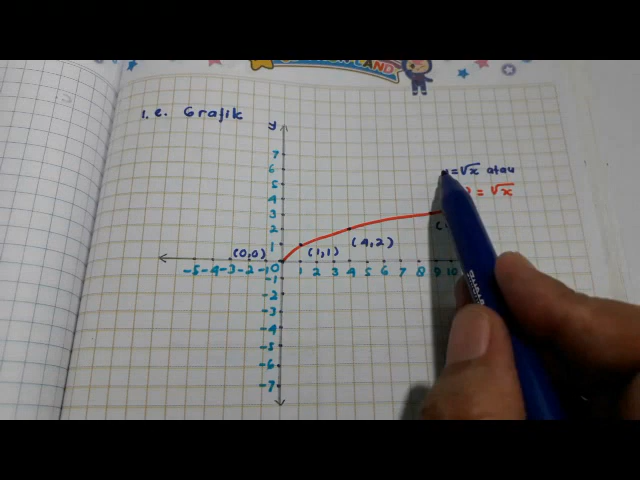 1. e. Grafik
y
7
6
5
4
3
2
1
y=√x atau
= √x
(0,0) (1,1) (4,2)
-5 -4 -3 -2 -1 0 1 2 3 4 5 6 7 8 9 10
-1
-2
-3
-4
-5
-6
-7
LAND